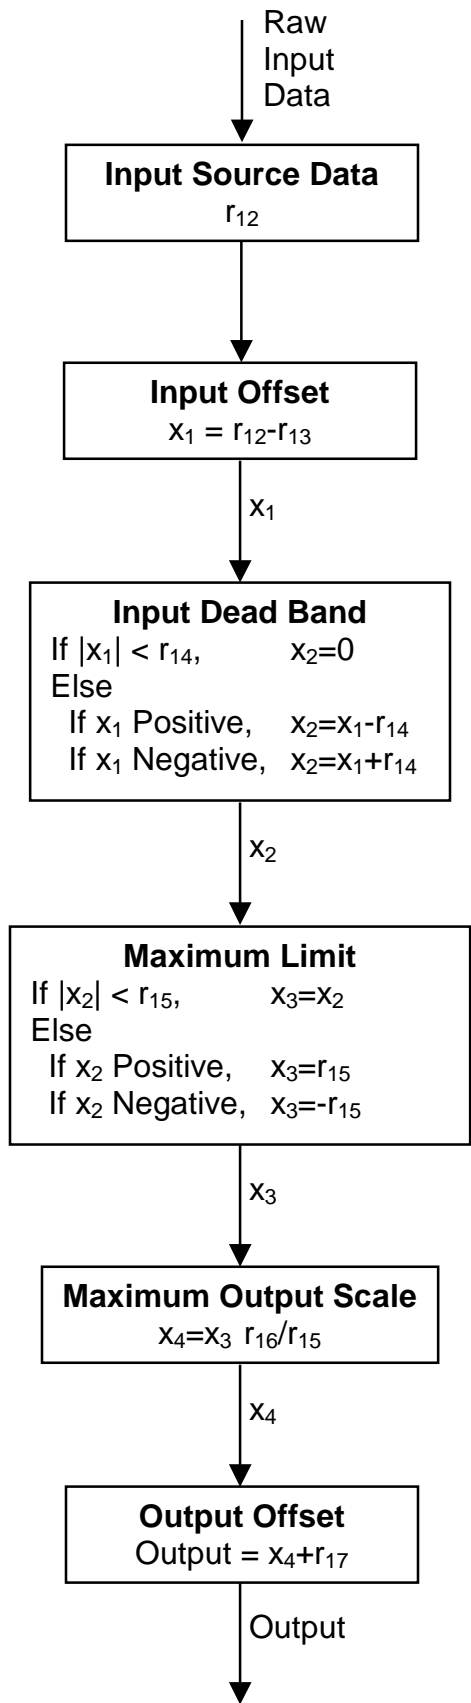 Raw
Input
Data
Input Source Data
r₁₂
Input Offset
x₁ = r₁₂-r₁₃
x₁
Input Dead Band
If |x₁| < r₁₄, x₂=0
Else
If x₁ Positive, x₂=x₁-r₁₄
If x₁ Negative, x₂=x₁+r₁₄
x₂
Maximum Limit
If |x₂| < r₁₅, x₃=x₂
Else
If x₂ Positive, x₃=r₁₅
If x₂ Negative, x₃=-r₁₅
x₃
Maximum Output Scale
x₄=x₃ r₁₆/r₁₅
x₄
Output Offset
Output = x₄+r₁₇
Output